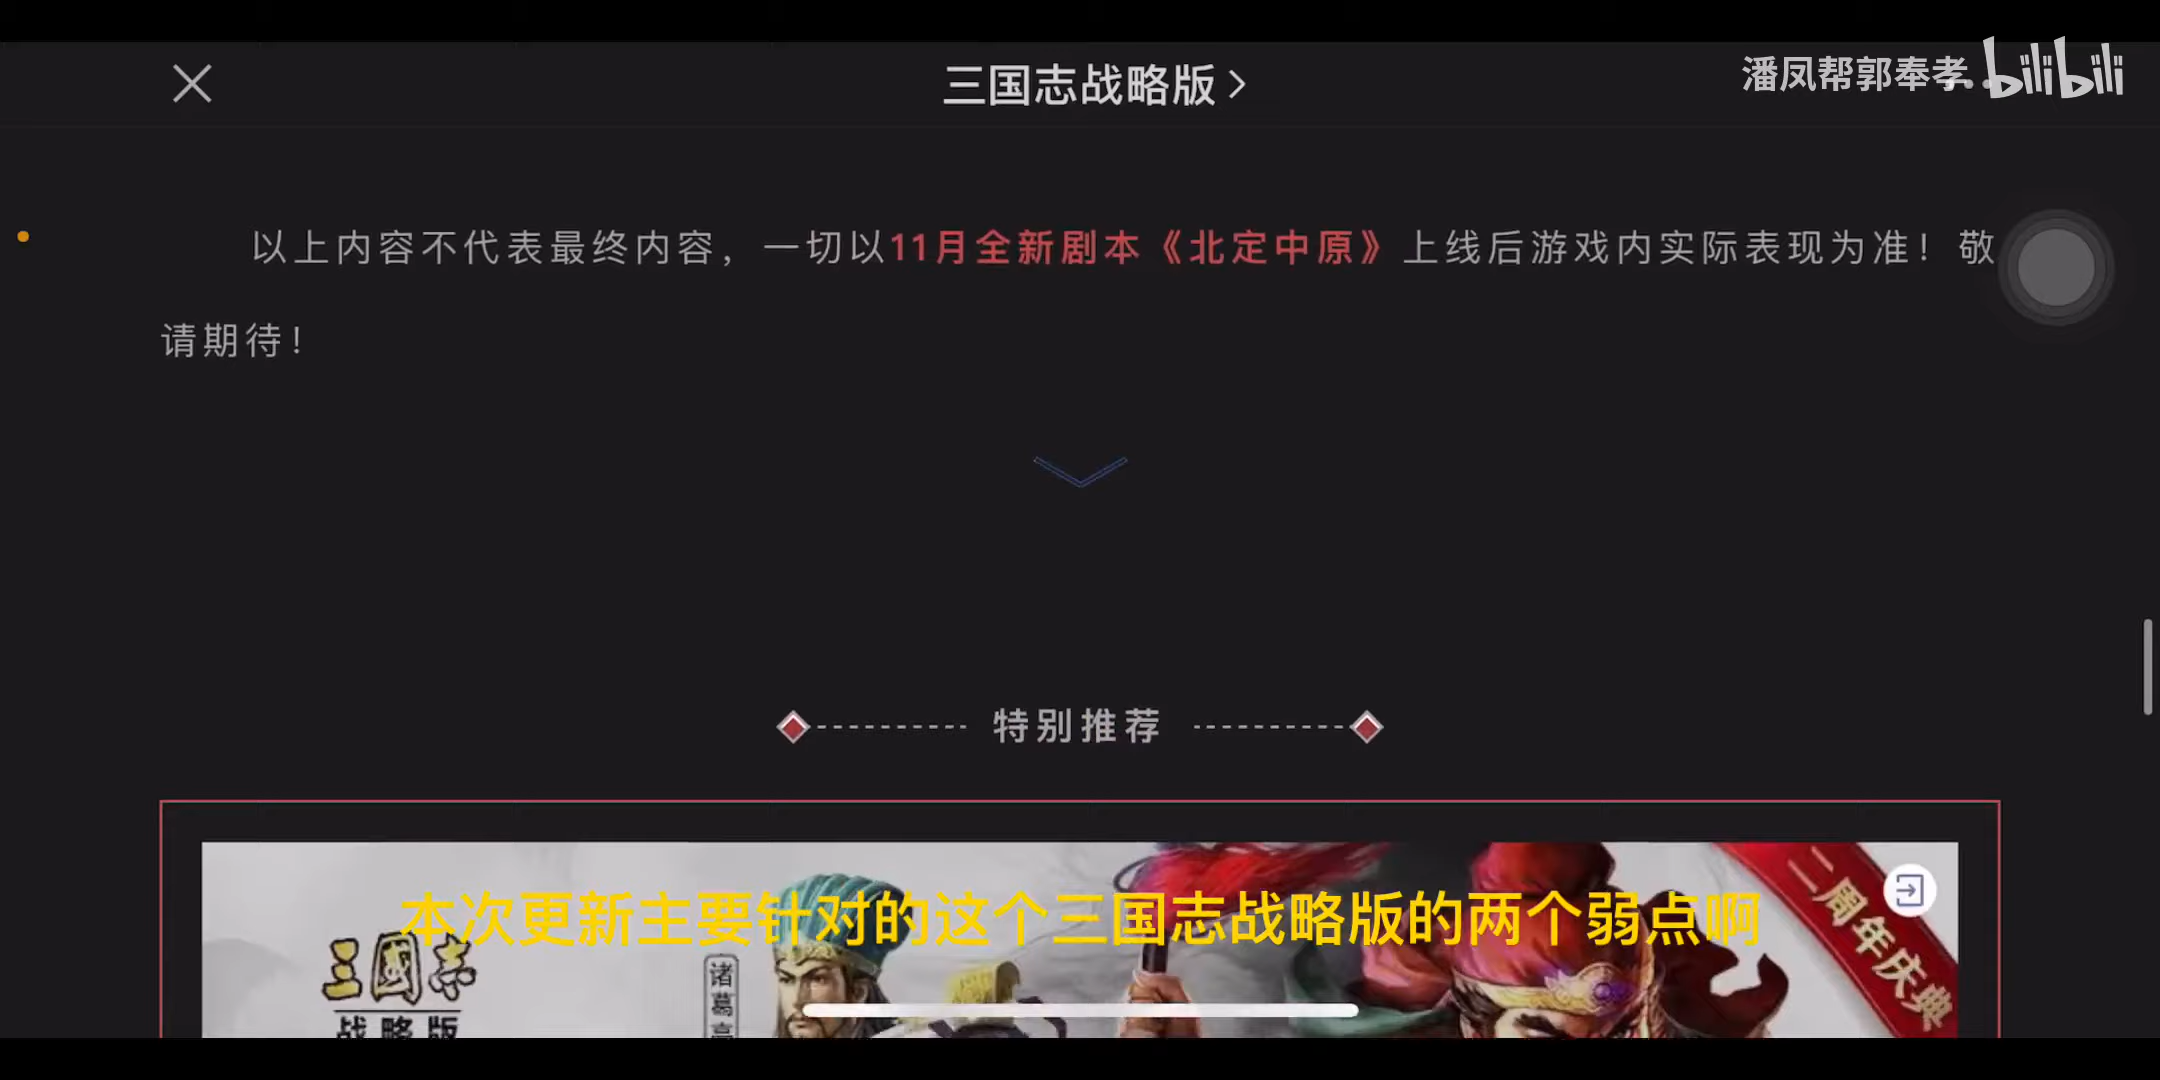 三国志战略版
潘凤帮郭奉孝...
bilibili
以上内容不代表最终内容，一切以11月全新剧本《北定中原》上线后游戏内实际表现为准！敬
请期待！
特别推荐
二周年庆典
本次更新主要针对的这个三国志战略版的两个弱点啊
三國志
战略版
诸葛亮